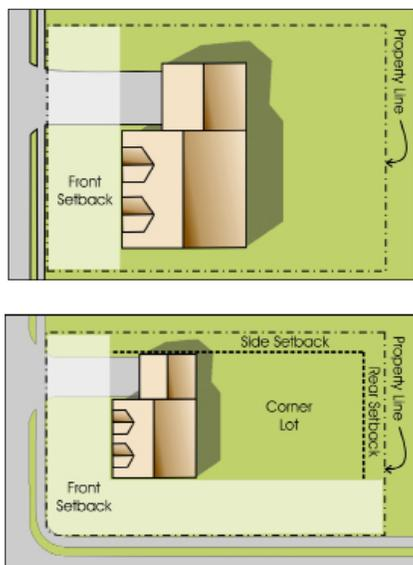 Property Line
Front
Setback
Side Setback
Property Line
Rear Setback
Corner
Lot
Front
Setback